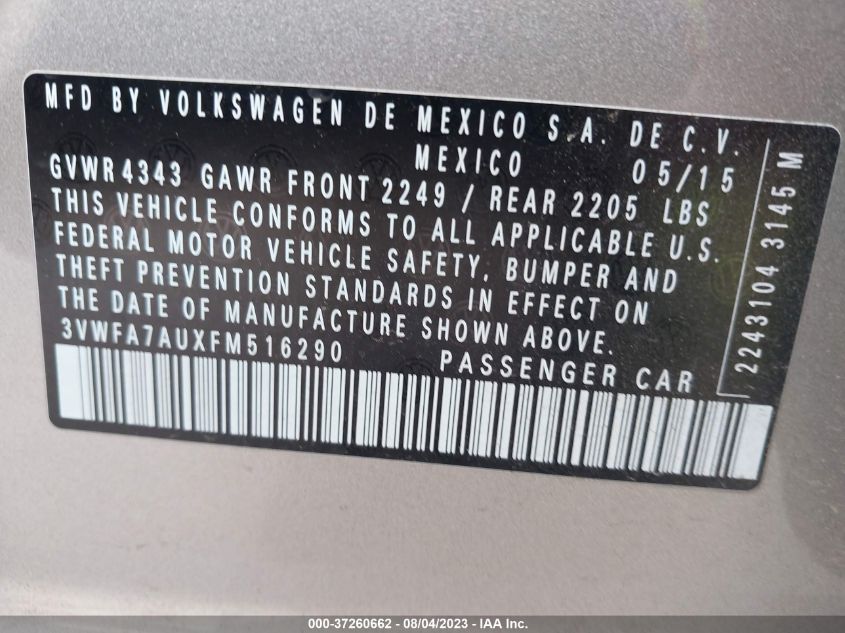 MFD BY VOLKSWAGEN DE MEXICO S.A. DE C.V.
MEXICO 05/15
GVWR 4343 GAWR FRONT 2249 / REAR 2205 LBS
THIS VEHICLE CONFORMS TO ALL APPLICABLE U.S.
FEDERAL MOTOR VEHICLE SAFETY, BUMPER AND
THEFT PREVENTION STANDARDS IN EFFECT ON
THE DATE OF MANUFACTURE SHOWN ABOVE.
3VWFA7AUXFM516290 PASSENGER CAR
2243104 3145 M
000-37260662 - 08/04/2023 - IAA Inc.